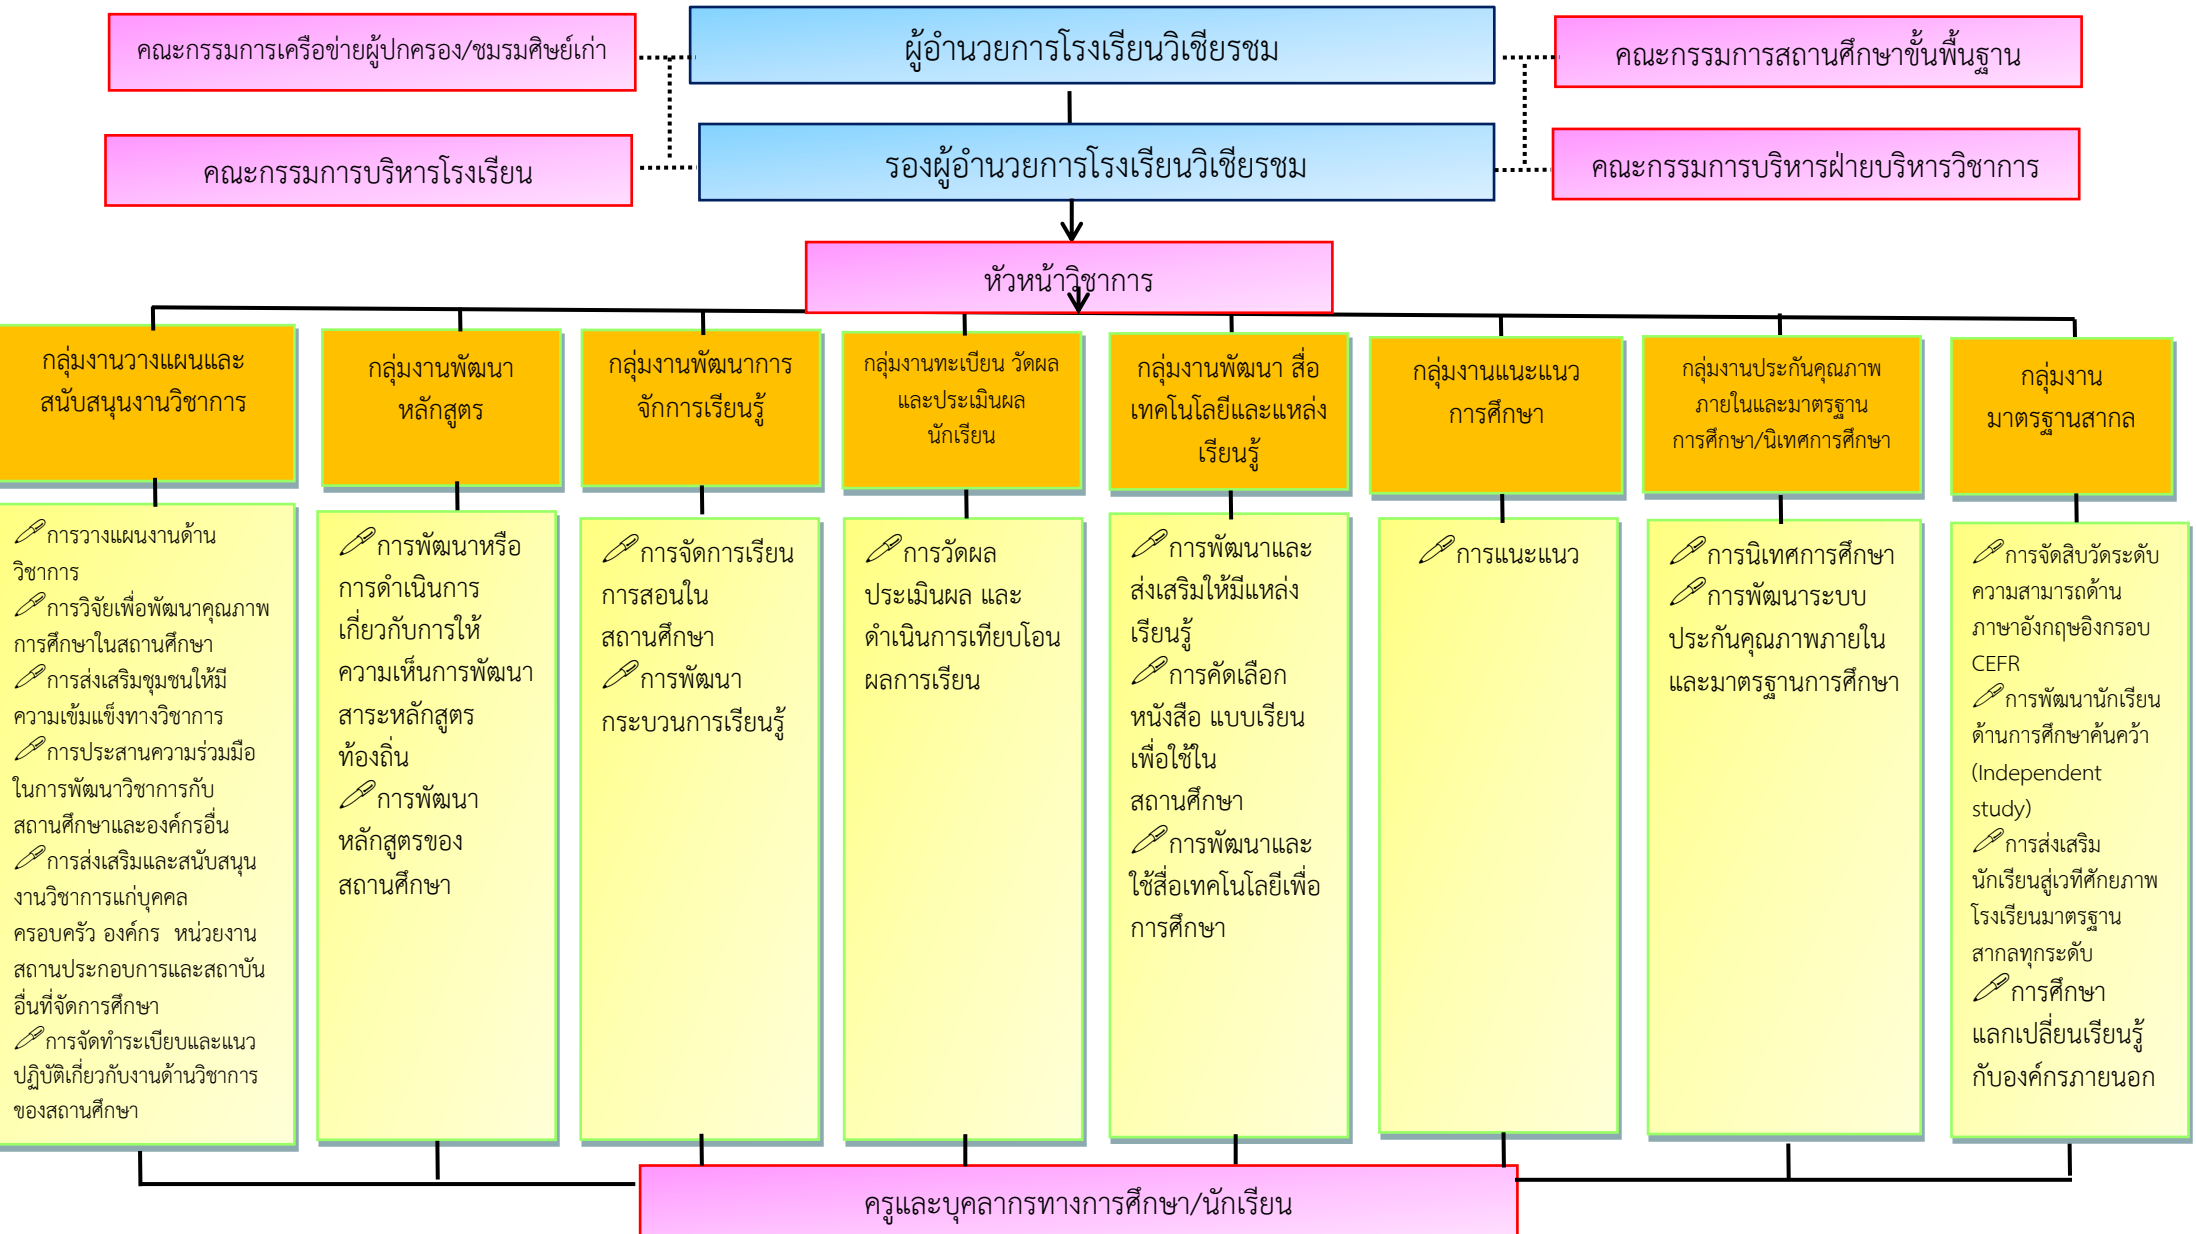 คณะกรรมการเครือข่ายผู้ปกครอง/ชมรมศิษย์เก่า
ผู้อำนวยการโรงเรียนวิเชียรชม
คณะกรรมการสถานศึกษาขั้นพื้นฐาน
คณะกรรมการบริหารโรงเรียน
รองผู้อำนวยการโรงเรียนวิเชียรชม
คณะกรรมการบริหารฝ่ายบริหารวิชาการ
หัวหน้าวิชาการ
กลุ่มงานวางแผนและ
สนับสนุนงานวิชาการ
กลุ่มงานพัฒนา
หลักสูตร
กลุ่มงานพัฒนาการ
จักการเรียนรู้
กลุ่มงานทะเบียน วัดผล
และประเมินผล
นักเรียน
กลุ่มงานพัฒนา สื่อ
เทคโนโลยีและแหล่ง
เรียนรู้
กลุ่มงานแนะแนว
การศึกษา
กลุ่มงานประกันคุณภาพ
ภายในและมาตรฐาน
การศึกษา/นิเทศการศึกษา
กลุ่มงาน
มาตรฐานสากล
การวางแผนงานด้าน
วิชาการ
การวิจัยเพื่อพัฒนาคุณภาพ
การศึกษาในสถานศึกษา
การส่งเสริมชุมชนให้มี
ความเข้มแข็งทางวิชาการ
การประสานความร่วมมือ
ในการพัฒนาวิชาการกับ
สถานศึกษาและองค์กรอื่น
การส่งเสริมและสนับสนุน
งานวิชาการแก่บุคคล
ครอบครัว องค์กร หน่วยงาน
สถานประกอบการและสถาบัน
อื่นที่จัดการศึกษา
การจัดทำระเบียบและแนว
ปฏิบัติเกี่ยวกับงานด้านวิชาการ
ของสถานศึกษา
การพัฒนาหรือ
การดำเนินการ
เกี่ยวกับการให้
ความเห็นการพัฒนา
สาระหลักสูตร
ท้องถิ่น
การพัฒนา
หลักสูตรของ
สถานศึกษา
การจัดการเรียน
การสอนใน
สถานศึกษา
การพัฒนา
กระบวนการเรียนรู้
การวัดผล
ประเมินผล และ
ดำเนินการเทียบโอน
ผลการเรียน
การพัฒนาและ
ส่งเสริมให้มีแหล่ง
เรียนรู้
การคัดเลือก
หนังสือ แบบเรียน
เพื่อใช้ใน
สถานศึกษา
การพัฒนาและ
ใช้สื่อเทคโนโลยีเพื่อ
การศึกษา
การแนะแนว
การนิเทศการศึกษา
การพัฒนาระบบ
ประกันคุณภาพภายใน
และมาตรฐานการศึกษา
การจัดสิบวัดระดับ
ความสามารถด้าน
ภาษาอังกฤษอิงกรอบ
CEFR
การพัฒนานักเรียน
ด้านการศึกษาค้นคว้า
(Independent
study)
การส่งเสริม
นักเรียนสู่เวทีศักยภาพ
โรงเรียนมาตรฐาน
สากลทุกระดับ
การศึกษา
แลกเปลี่ยนเรียนรู้
กับองค์กรภายนอก
ครูและบุคลากรทางการศึกษา/นักเรียน